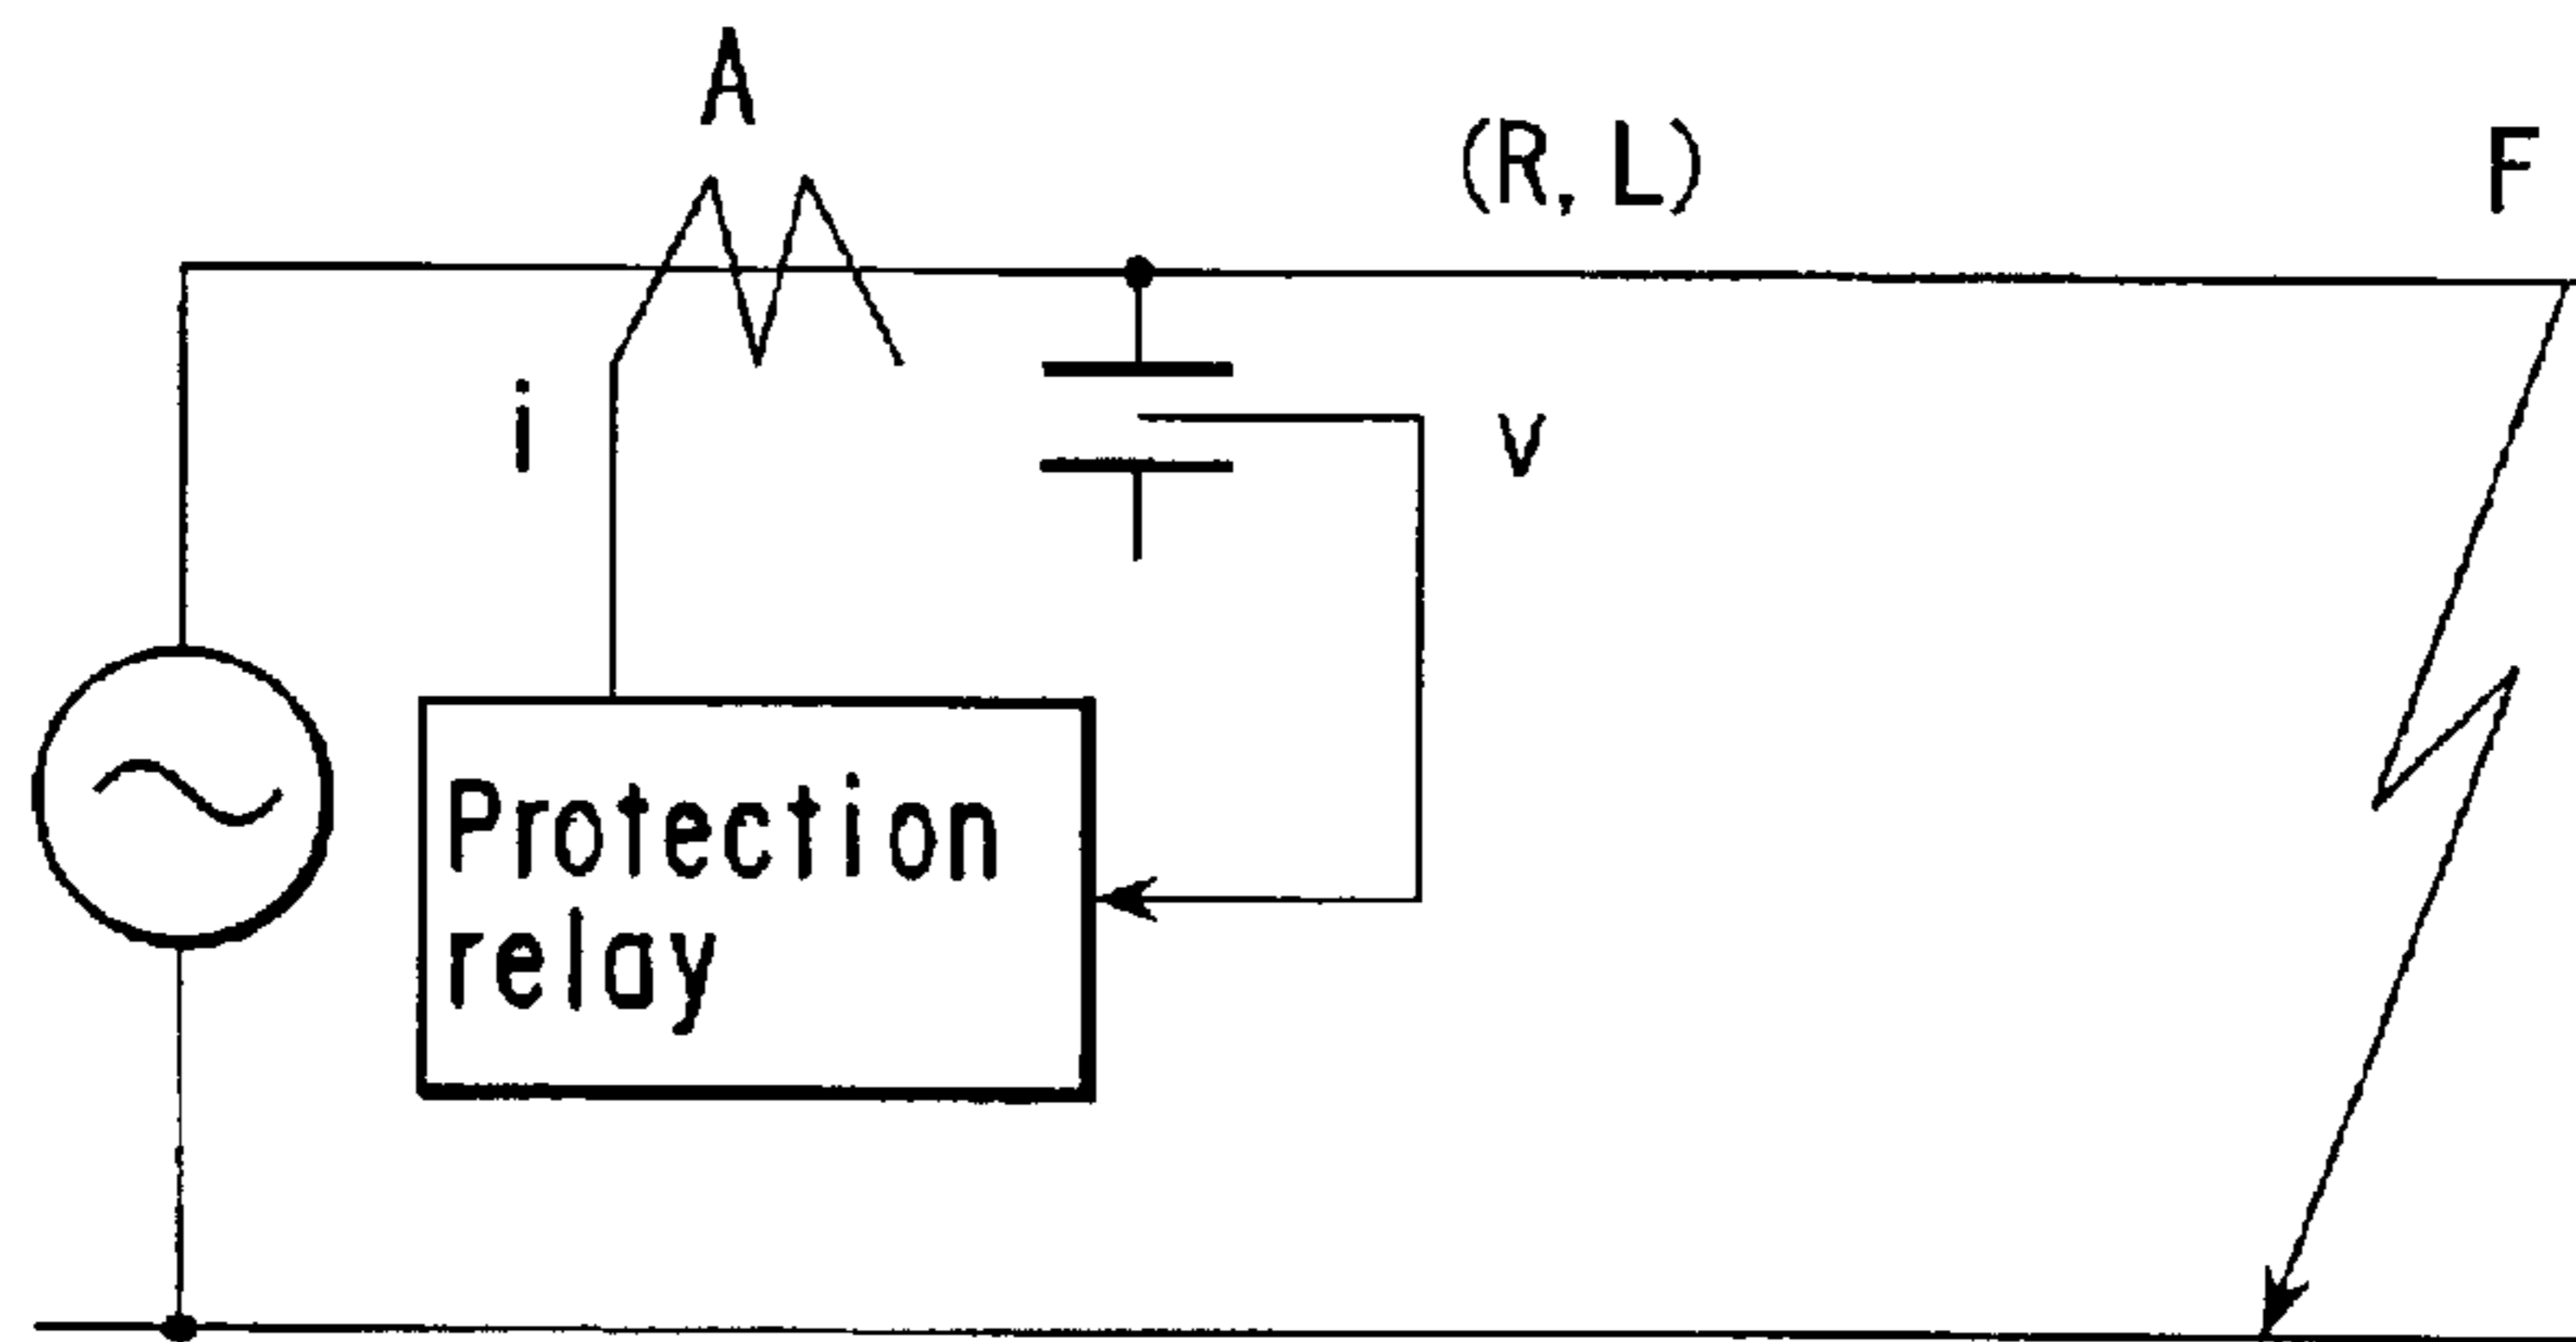 A
(R, L)
F
i
v
Protection
relay